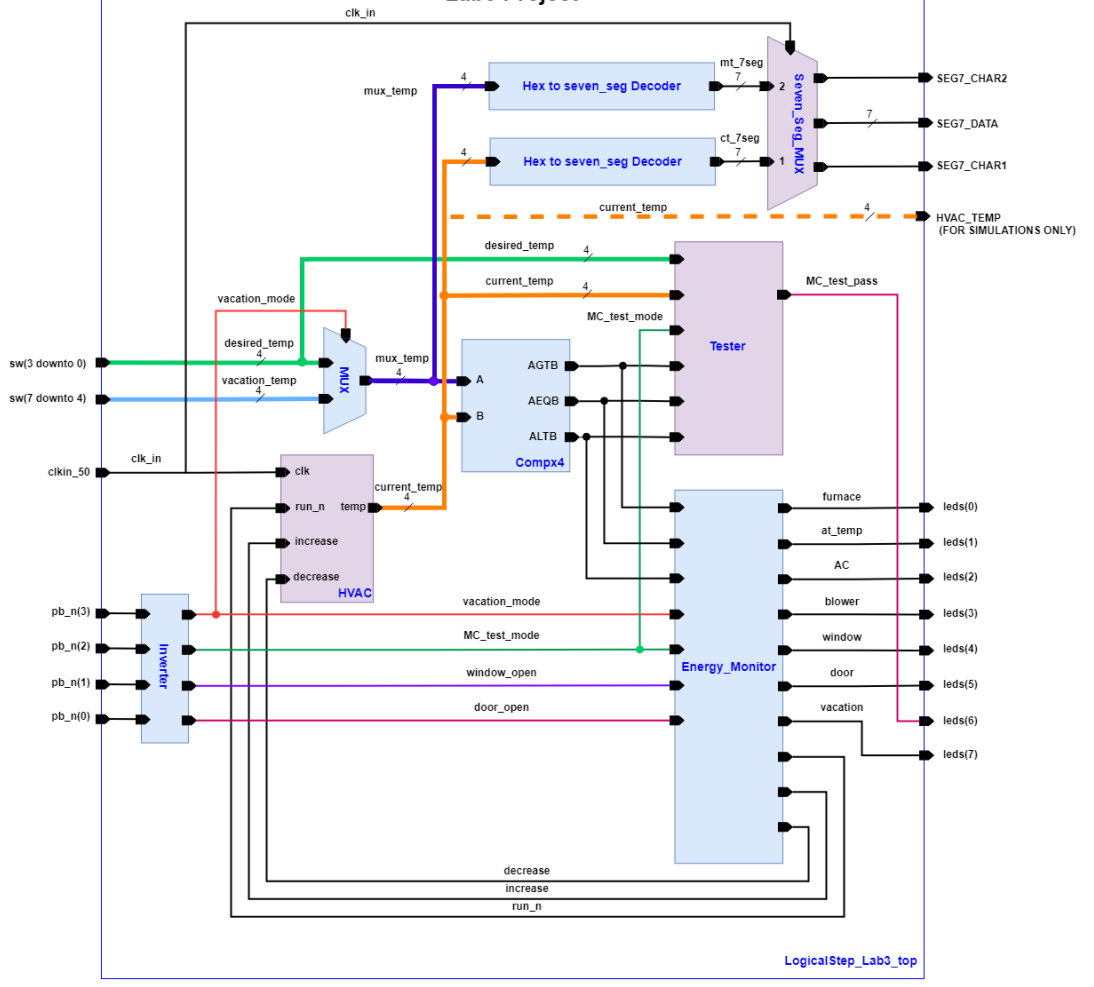 clk_in
mux_temp
4
Hex to seven_seg Decoder
mt_7seg
7
2
Seven_Seg_MUX
SEG7_CHAR2
7
SEG7_DATA
4
Hex to seven_seg Decoder
ct_7seg
7
1
SEG7_CHAR1
current_temp
4
HVAC_TEMP
(FOR SIMULATIONS ONLY)
desired_temp
4
current_temp
4
MC_test_mode
Tester
MC_test_pass
vacation_mode
sw(3 downto 0)
desired_temp
4
sw(7 downto 4)
vacation_temp
4
MUX
mux_temp
4
A
B
AGTB
AEQB
ALTB
Compx4
clkin_50
clk_in
clk
run_n
increase
decrease
temp
HVAC
current_temp
4
pb_n(3)
pb_n(2)
pb_n(1)
pb_n(0)
Inverter
vacation_mode
MC_test_mode
window_open
door_open
Energy_Monitor
furnace
leds(0)
at_temp
leds(1)
AC
leds(2)
blower
leds(3)
window
leds(4)
door
leds(5)
vacation
leds(6)
leds(7)
decrease
increase
run_n
LogicalStep_Lab3_top